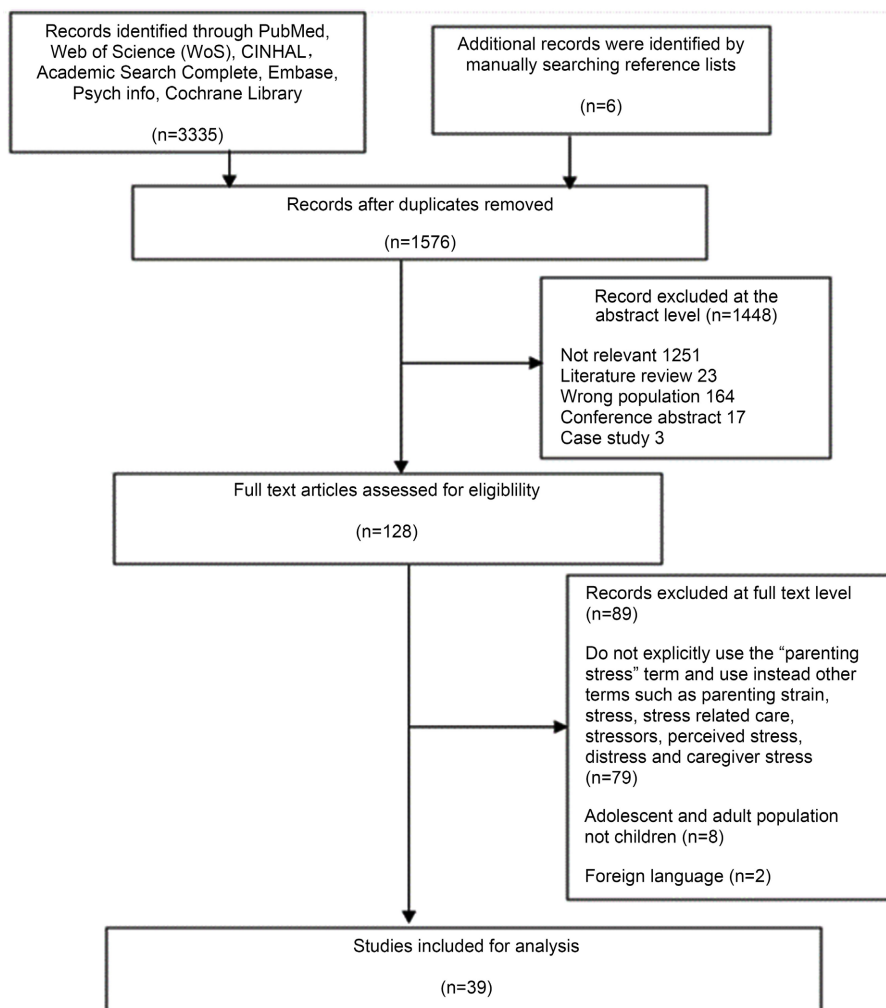 Records identified through PubMed,
Web of Science (WoS), CINHAL,
Academic Search Complete, Embase,
Psych info, Cochrane Library
(n=3335)
Additional records were identified by
manually searching reference lists
(n=6)
Records after duplicates removed
(n=1576)
Record excluded at the
abstract level (n=1448)
Not relevant 1251
Literature review 23
Wrong population 164
Conference abstract 17
Case study 3
Full text articles assessed for eligiblility
(n=128)
Records excluded at full text level
(n=89)
Do not explicitly use the “parenting
stress” term and use instead other
terms such as parenting strain,
stress, stress related care,
stressors, perceived stress,
distress and caregiver stress
(n=79)
Adolescent and adult population
not children (n=8)
Foreign language (n=2)
Studies included for analysis
(n=39)